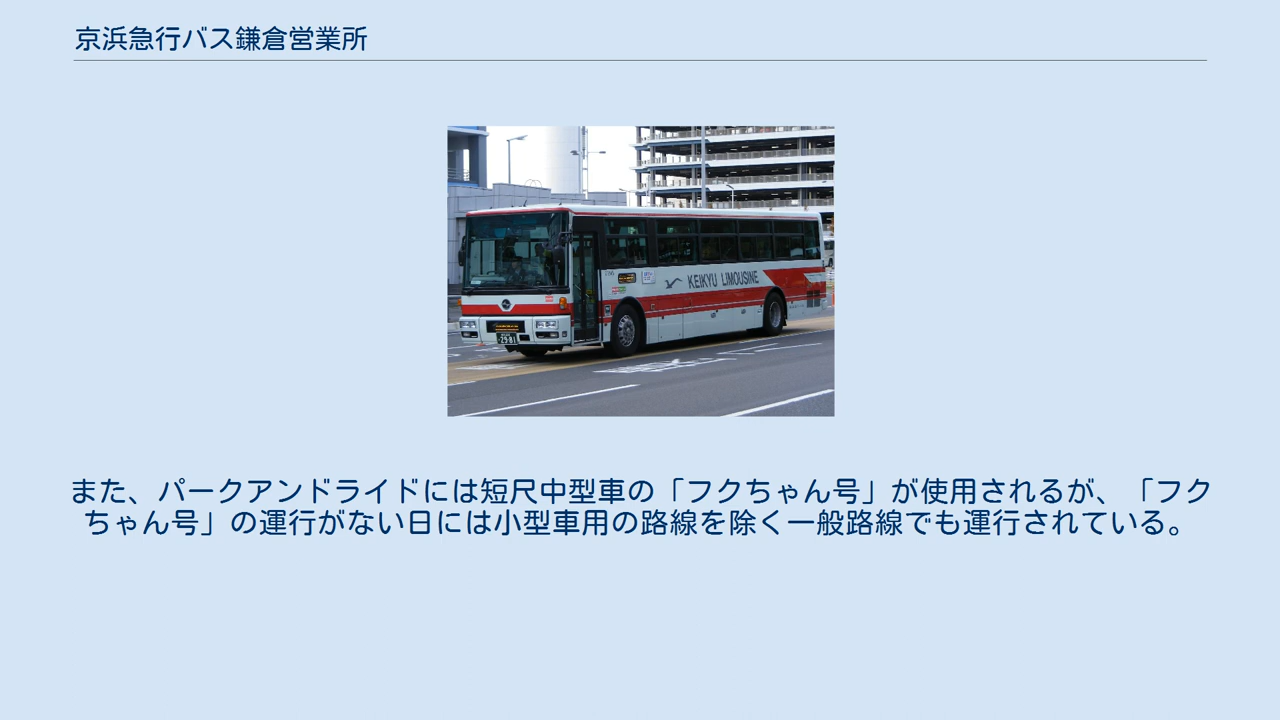 京浜急行バス鎌倉営業所
KEIKYU LIMOUSINE
2981
また、パークアンドライドには短尺中型車の「フクちゃん号」が使用されるが、「フク
ちゃん号」の運行がない日には小型車用の路線を除く一般路線でも運行されている。